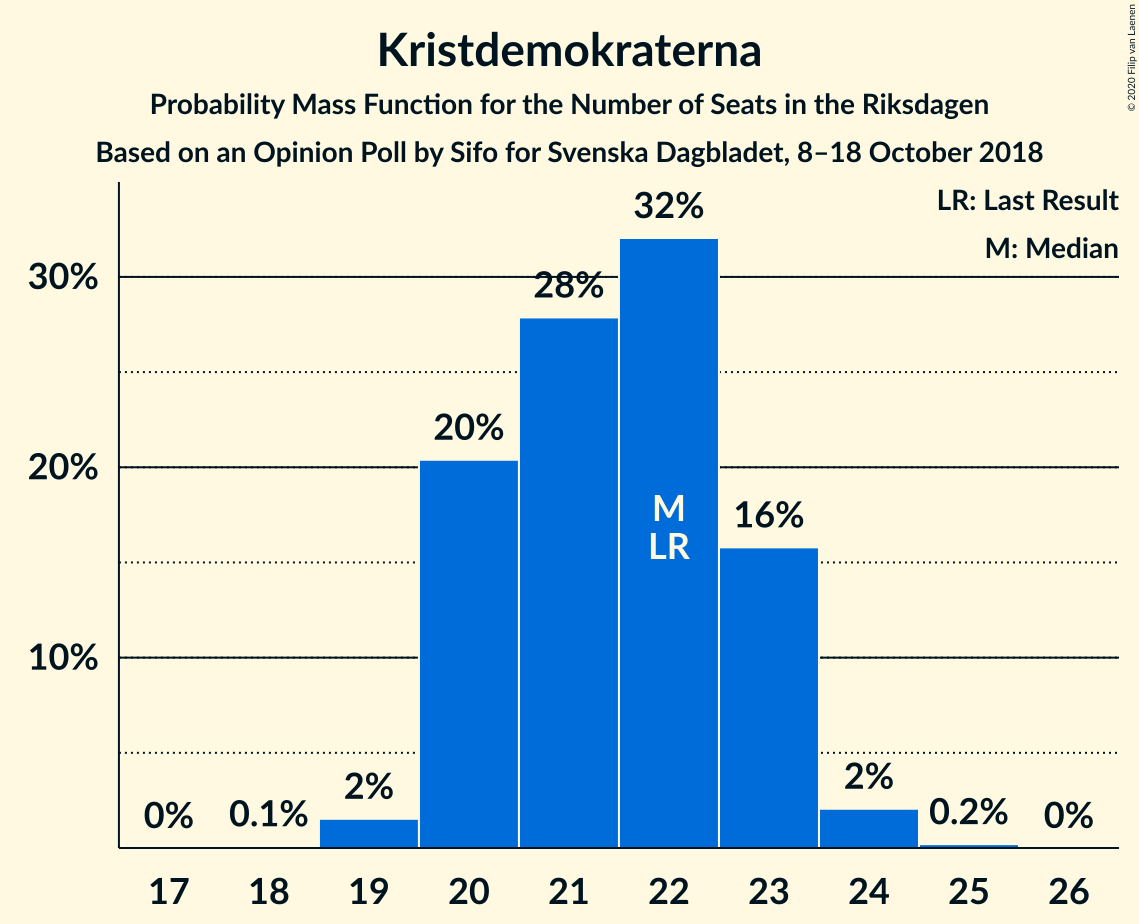 Kristdemokraterna
Probability Mass Function for the Number of Seats in the Riksdagen
Based on an Opinion Poll by Sifo for Svenska Dagbladet, 8–18 October 2018
© 2020 Filip van Laenen
LR: Last Result
M: Median
32%
30%
28%
20%
20%
M
LR
16%
10%
0%
0.1%
2%
2%
0.2%
0%
17 18 19 20 21 22 23 24 25 26